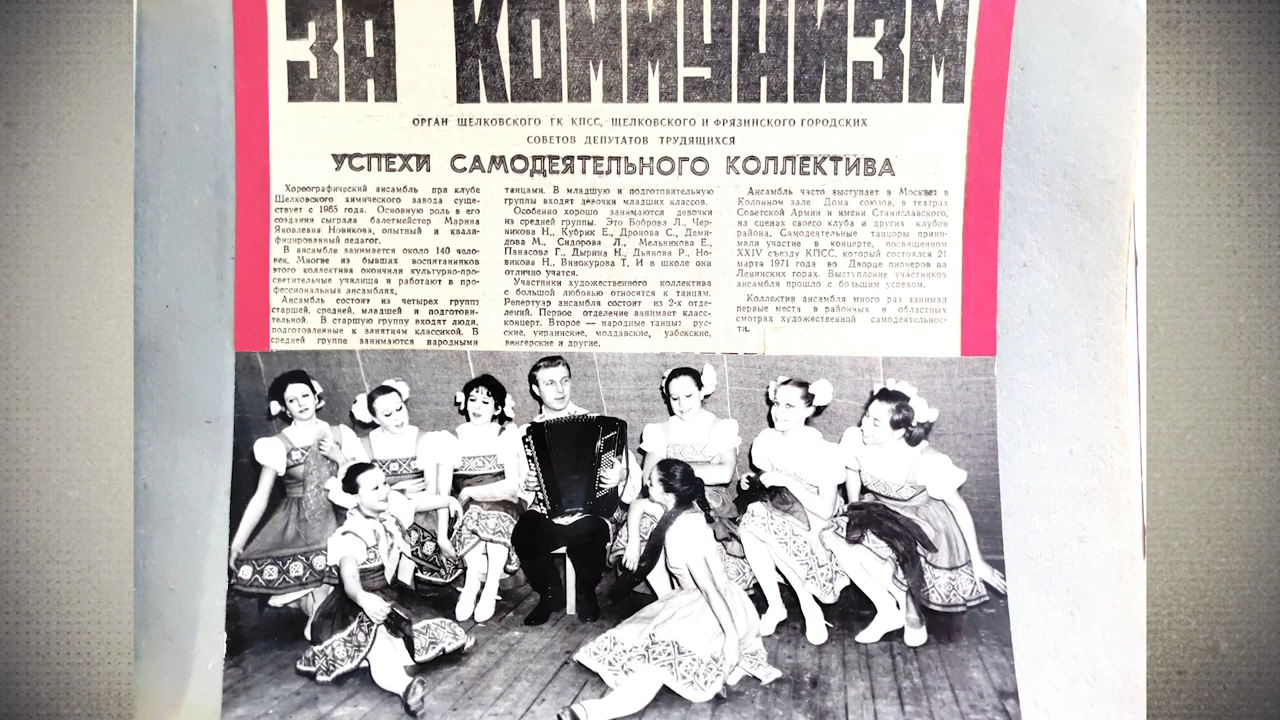 ЗА КОММУНИЗМ
ОРГАН ЩЕЛКОВСКОГО ГК КПСС, ЩЕЛКОВСКОГО И ФРЯЗИНСКОГО ГОРОДСКИХ
СОВЕТОВ ДЕПУТАТОВ ТРУДЯЩИХСЯ
УСПЕХИ САМОДЕЯТЕЛЬНОГО КОЛЛЕКТИВА
Хореографический ансамбль при клубе
Щелковского химического завода суще-
ствует с 1965 года. Основную роль в его
создании сыграла балетмейстер Марина
Яковлевна Новикова, опытный и квали-
фицированный педагог.
В ансамбле занимается около 140 чело-
век. Многие из бывших воспитанников
этого коллектива окончили культурно-про-
светительные училища и работают в про-
фессиональных ансамблях.
Ансамбль состоит из четырех групп
старшей, средней, младшей и подготови-
тельной. В старшую группу входят люди,
подготовленные к занятиям классикой. В
средней группе занимаются народными
танцами. В младшую и подготовительную
группы входят девочки младших классов.
Особенно хорошо занимаются девочки
из средней группы. Это Боброва Л., Чер-
никова Н., Кубрик Е., Дронова С., Деми-
дова М., Сидорова Л., Мельникова Е.,
Панасова Г., Дырина Н., Дьянова Р., Но-
викова Н., Винокурова Т. И в школе они
отлично учатся.
Участники художественного коллектива
с большой любовью относятся к танцам.
Репертуар ансамбля состоит из 2-х отде-
лений. Первое отделение занимает класс-
концерт. Второе — народные танцы: рус-
ские, украинские, молдавские, узбекские,
венгерские и другие.
Ансамбль часто выступает в Москве: в
Колонном зале Дома союзов, в театрах
Советской Армии и имени Станиславского,
на сценах своего клуба и других клубов
района. Самодеятельные танцоры прини-
мали участие в концерте, посвященном
XXIV съезду КПСС, который состоялся 21
марта 1971 года во Дворце пионеров на
Ленинских горах. Выступление участников
ансамбля прошло с большим успехом.
Коллектив ансамбля много раз занимал
первые места в районных и областных
смотрах художественной самодеятельнос-
ти.